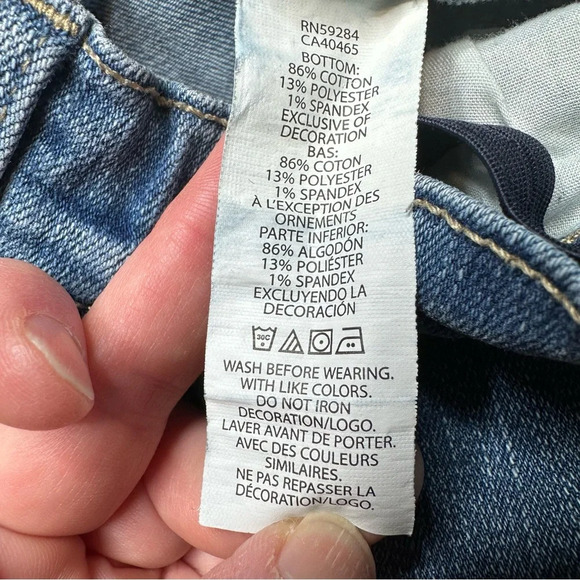 RN59284
CA40465
BOTTOM:
86% COTTON
13% POLYESTER
1% SPANDEX
EXCLUSIVE OF
DECORATION
BAS:
86% COTON
13% POLYESTER
1% SPANDEX
À L'EXCEPTION DES
ORNEMENTS
PARTE INFERIOR:
86% ALGODÓN
13% POLIÉSTER
1% SPANDEX
EXCLUYENDO LA
DECORACIÓN
30C
WASH BEFORE WEARING.
WITH LIKE COLORS.
DO NOT IRON
DECORATION/LOGO.
LAVER AVANT DE PORTER.
AVEC DES COULEURS
SIMILAIRES.
NE PAS REPASSER LA
DÉCORATION/LOGO.